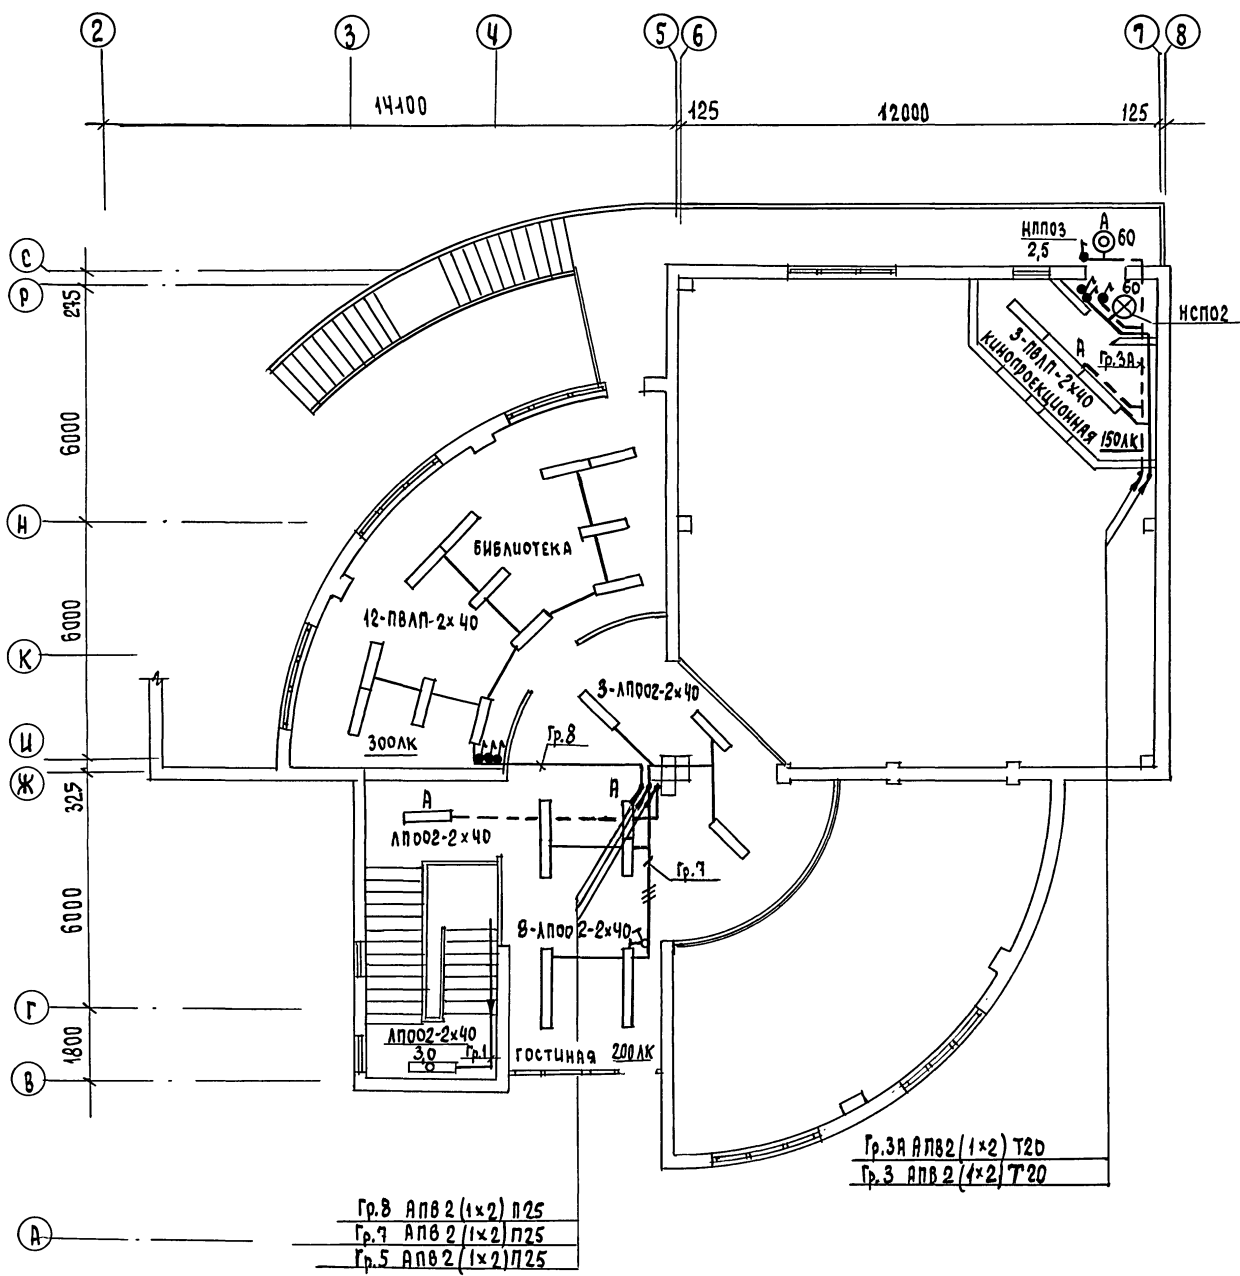 2 3 4 5 6 7 8
14100 125 12000 125
С
Р
275
6000
Н
6000
К
И
Ж
325
6000
Г
1800
В
А
НПП03
2,5
А
60
60
НСП02
3-ПВЛП-2х40
КИНОПРОЕКЦИОННАЯ
А
Гр.3А
150ЛК
БИБЛИОТЕКА
12-ПВЛП-2х40
300ЛК
3-ЛП002-2х40
Гр.8
А
А
ЛП002-2х40
Гр.7
8-ЛП002-2х40
ЛП002-2х40
3,0
Гр.1
ГОСТИНАЯ 200ЛК
Гр.3А АПВ2(1х2) Т20
Гр.3 АПВ2(1х2) Т20
Гр.8 АПВ2(1х2) П25
Гр.7 АПВ2(1х2) П25
Гр.5 АПВ2(1х2) П25